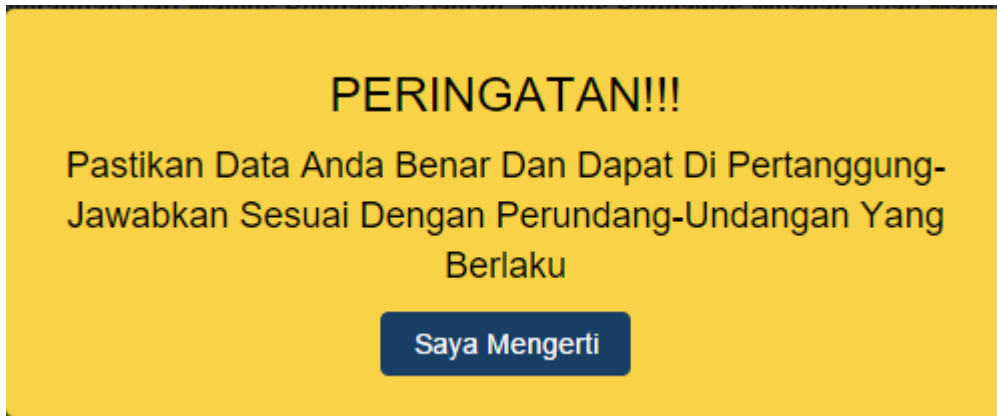 PERINGATAN!!!
Pastikan Data Anda Benar Dan Dapat Di Pertanggung-
Jawabkan Sesuai Dengan Perundang-Undangan Yang
Berlaku
Saya Mengerti